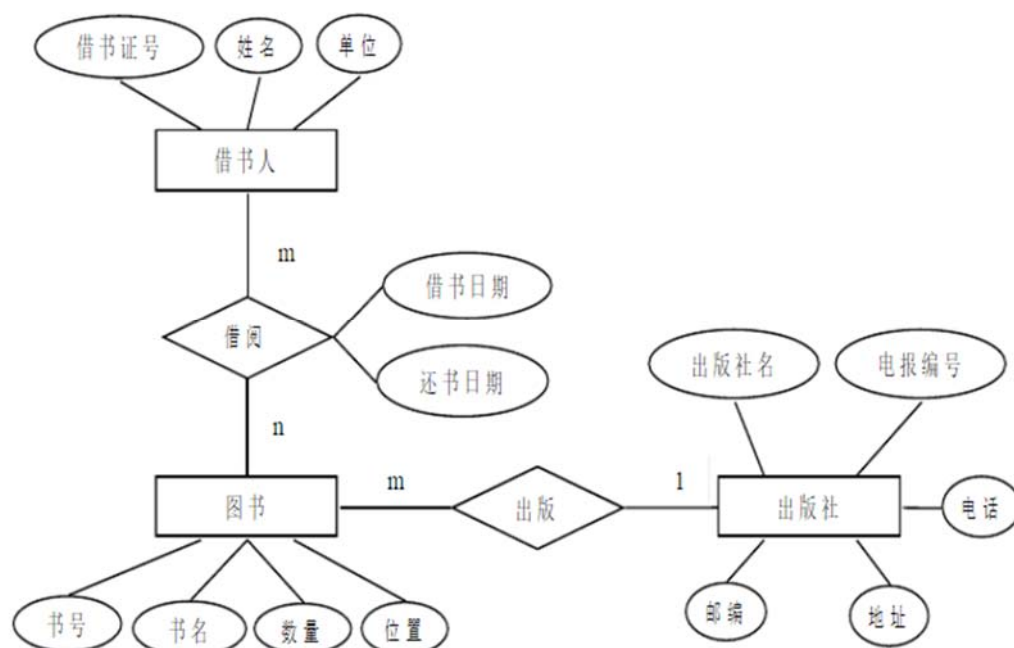 借书证号 姓名 单位
借书人
m
借书日期
借阅
还书日期
出版社名 电报编号
n
m 1
图书 出版 出版社 电话
邮编 地址
书号 书名 数量 位置